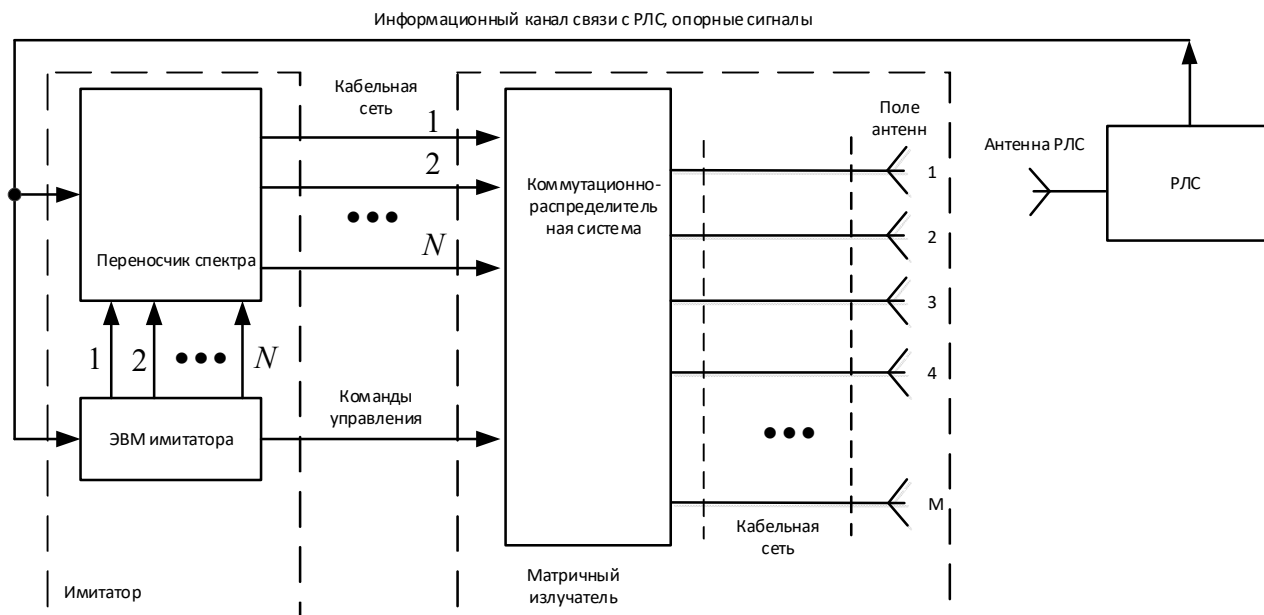 Информационный канал связи с РЛС, опорные сигналы
Кабельная
сеть
1
2
N
Переносчик спектра
1
2
N
ЭВМ имитатора
Команды
управления
Имитатор
Коммутационно-
распределитель
ная система
Матричный
излучатель
Поле
антенн
1
2
3
4
М
Кабельная
сеть
Антенна РЛС
РЛС